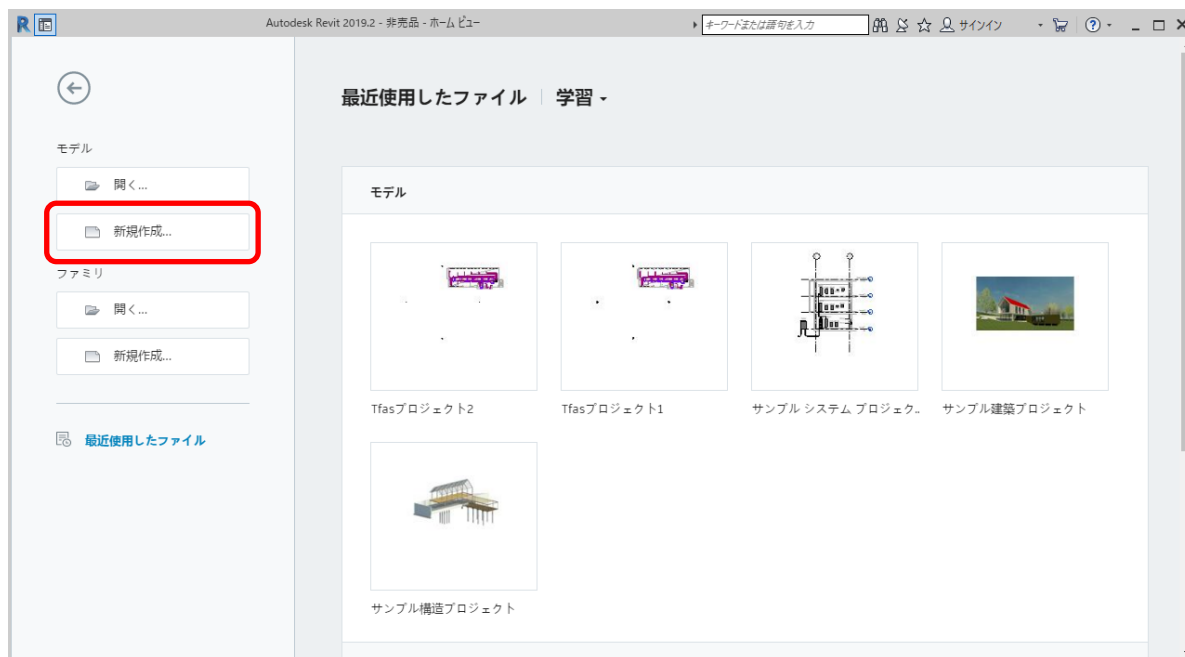 Autodesk Revit 2019.2 - 非売品 - ホーム ビュー
キーワードまたは語句を入力
サインイン
最近使用したファイル
学習
モデル
開く...
新規作成...
ファミリ
開く...
新規作成...
最近使用したファイル
モデル
Tfasプロジェクト2
Tfasプロジェクト1
サンプル システム プロジェク..
サンプル建築プロジェクト
サンプル構造プロジェクト